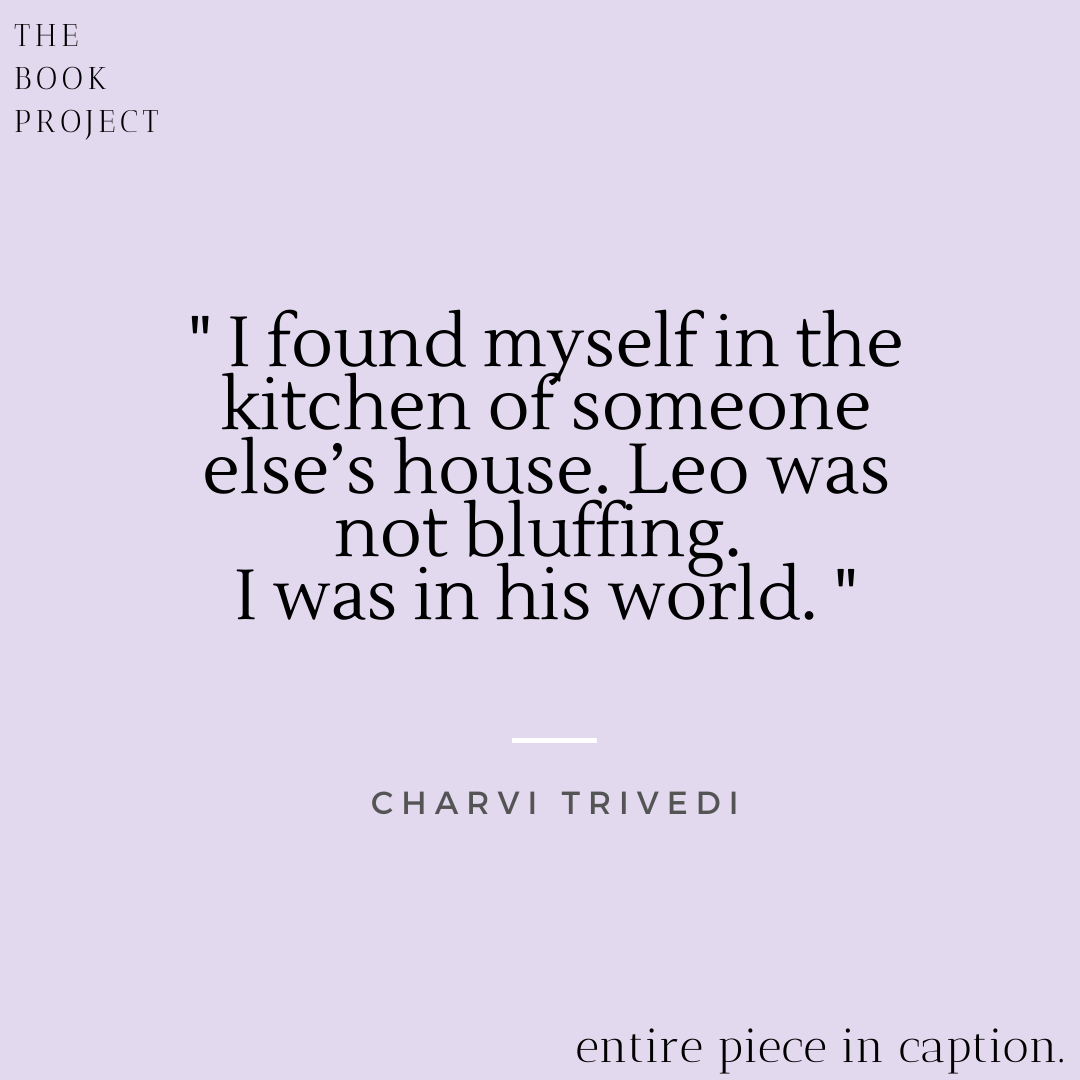 THE
BOOK
PROJECT
" I found myself in the
kitchen of someone
else’s house. Leo was
not bluffing.
I was in his world. "
CHARVI TRIVEDI
entire piece in caption.